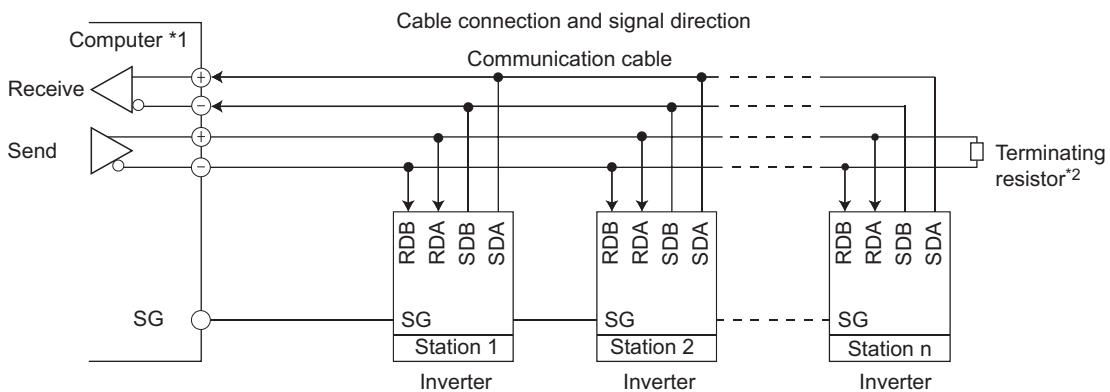 Cable connection and signal direction
Computer *1
Communication cable
Receive
+
−
Send
+
−
Terminating
resistor*2
RDB RDA SDB SDA
RDB RDA SDB SDA
RDB RDA SDB SDA
SG
SG
SG
SG
Station 1
Station 2
Station n
Inverter
Inverter
Inverter